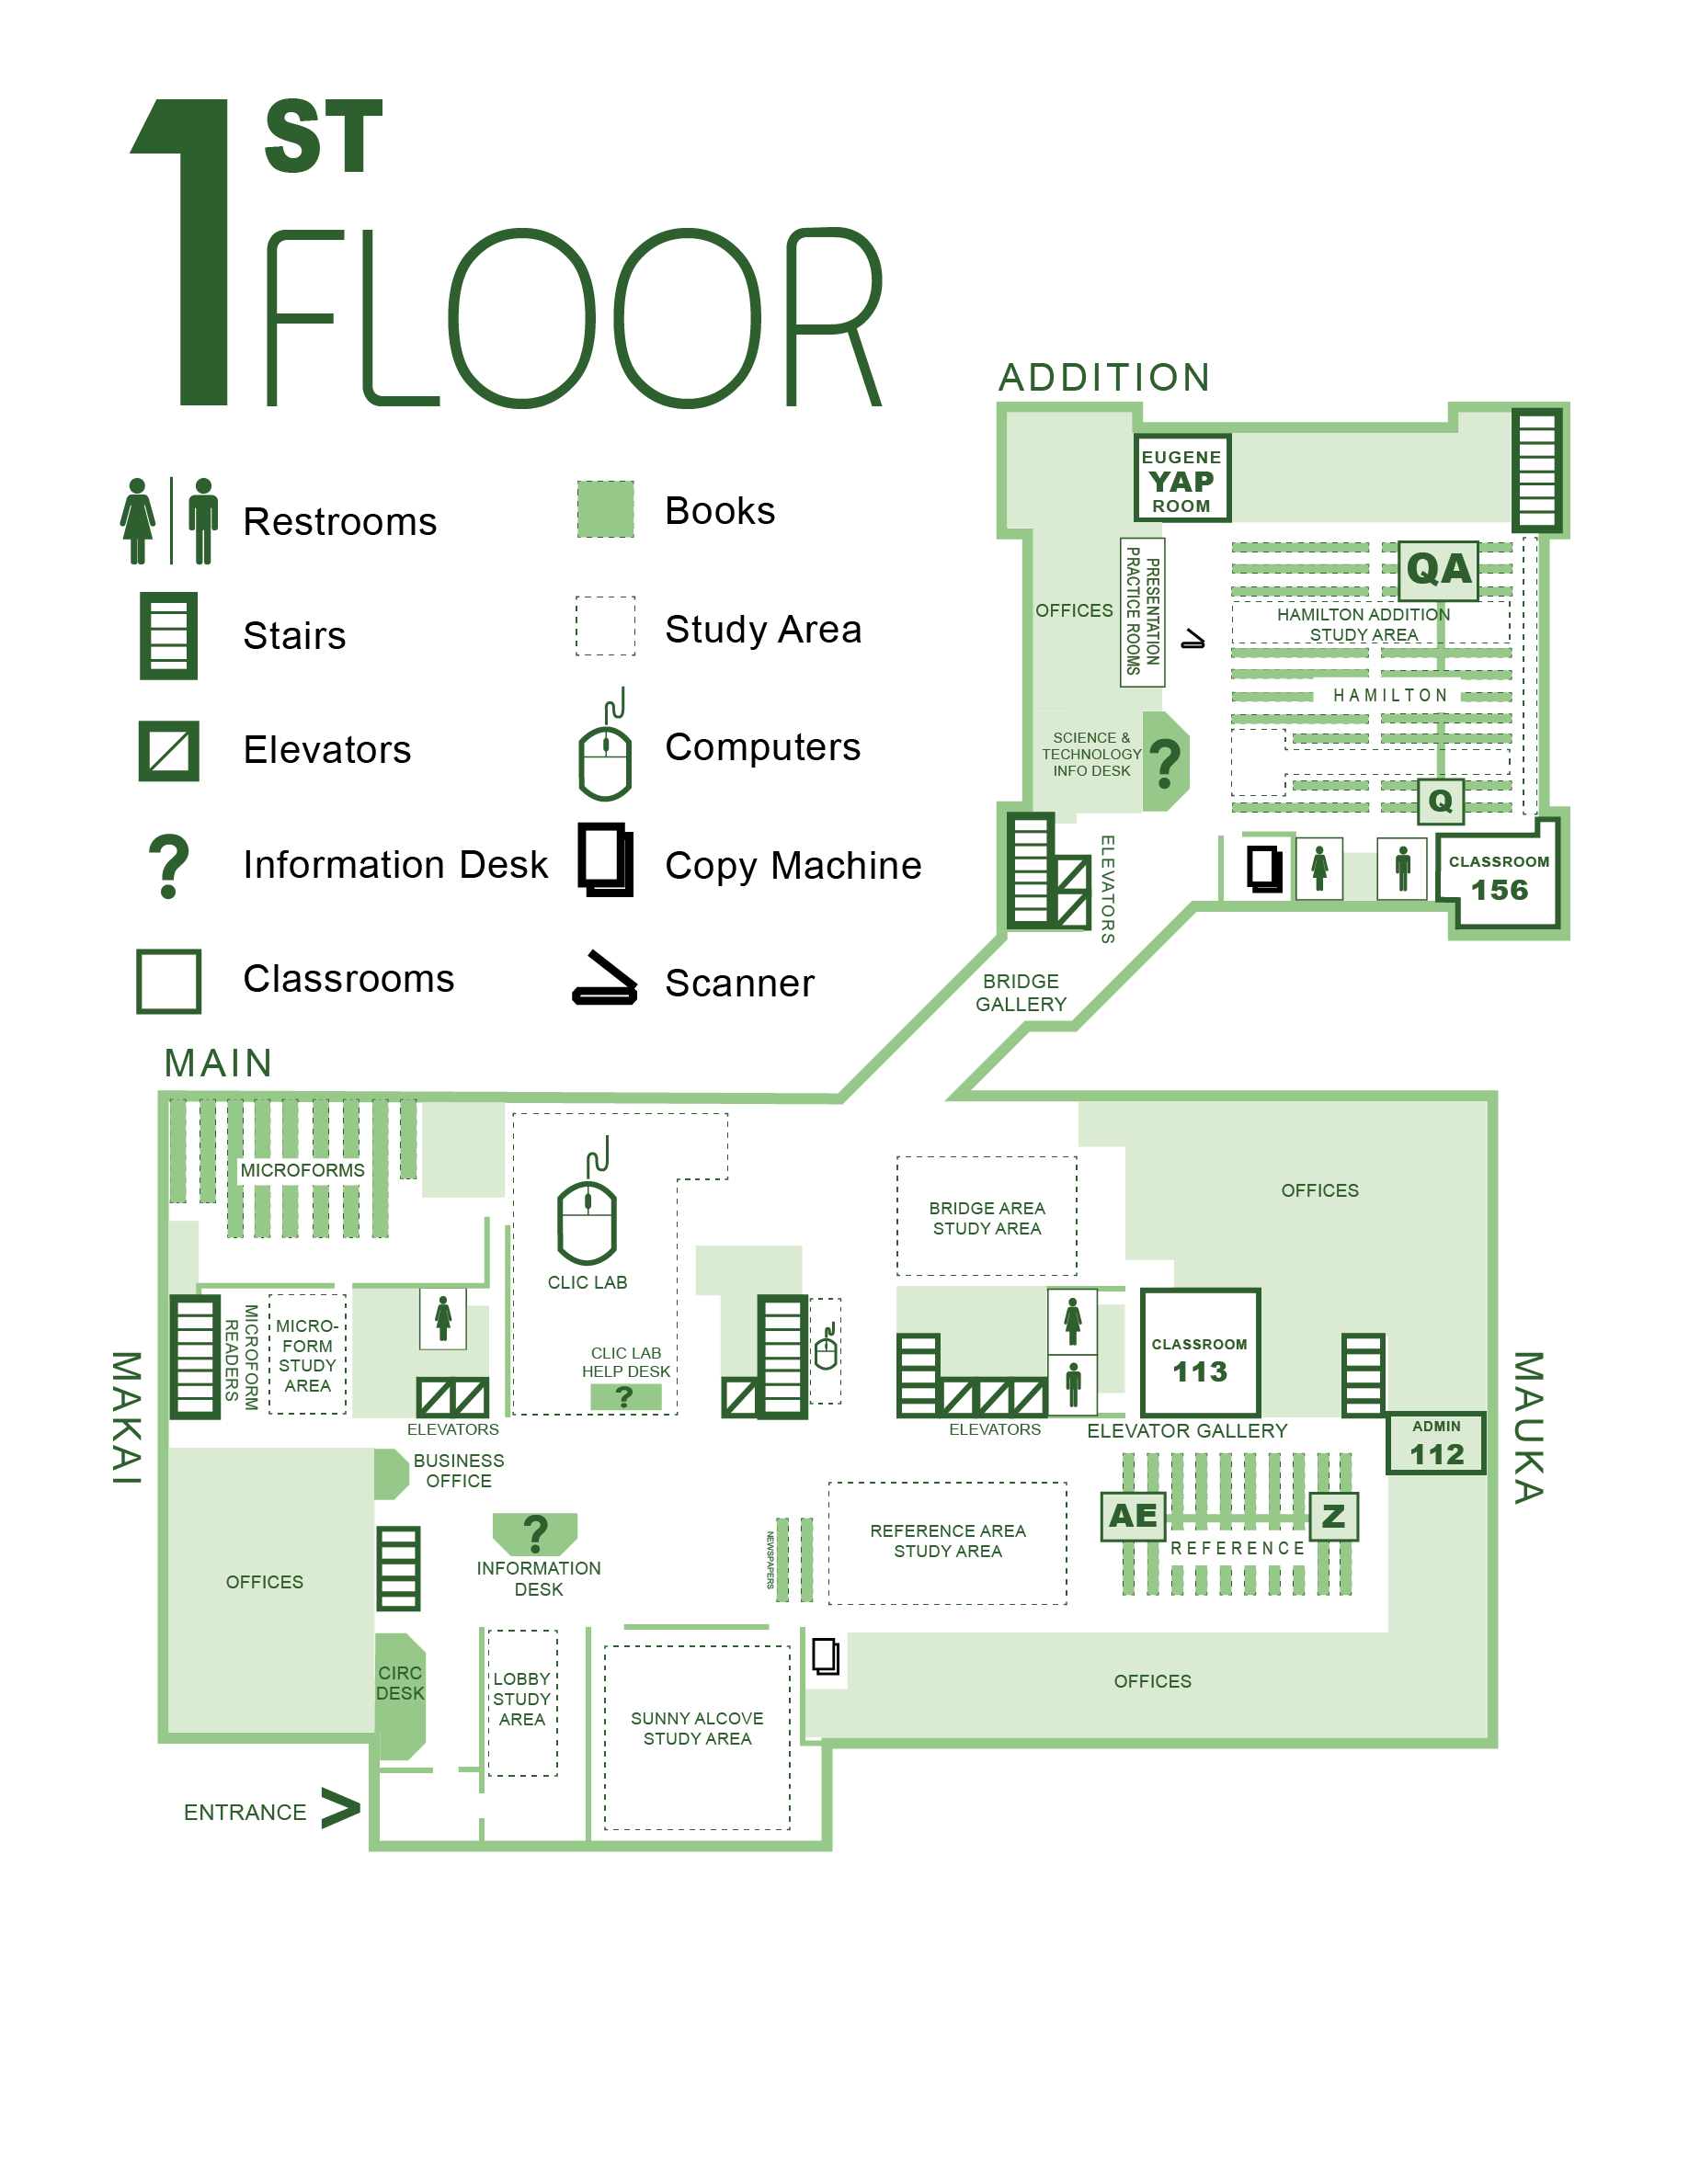 1ST
FLOOR
Restrooms
Stairs
Elevators
? Information Desk
Classrooms
Books
Study Area
Computers
Copy Machine
Scanner
ADDITION
EUGENE
YAP
ROOM
OFFICES
PRESENTATION
PRACTICE ROOMS
QA
HAMILTON ADDITION
STUDY AREA
HAMILTON
SCIENCE &
TECHNOLOGY
INFO DESK
?
Q
ELEVATORS
CLASSROOM
156
BRIDGE
GALLERY
MAIN
MICROFORMS
CLIC LAB
BRIDGE AREA
STUDY AREA
OFFICES
MAKAI
MICROFORM
READERS
MICRO-
FORM
STUDY
AREA
CLIC LAB
HELP DESK
?
CLASSROOM
113
MAUKA
ELEVATORS
ELEVATORS
ELEVATOR GALLERY
ADMIN
112
BUSINESS
OFFICE
?
INFORMATION
DESK
NEWSPAPERS
REFERENCE AREA
STUDY AREA
AE
Z
REFERENCE
OFFICES
CIRC
DESK
LOBBY
STUDY
AREA
SUNNY ALCOVE
STUDY AREA
OFFICES
ENTRANCE >